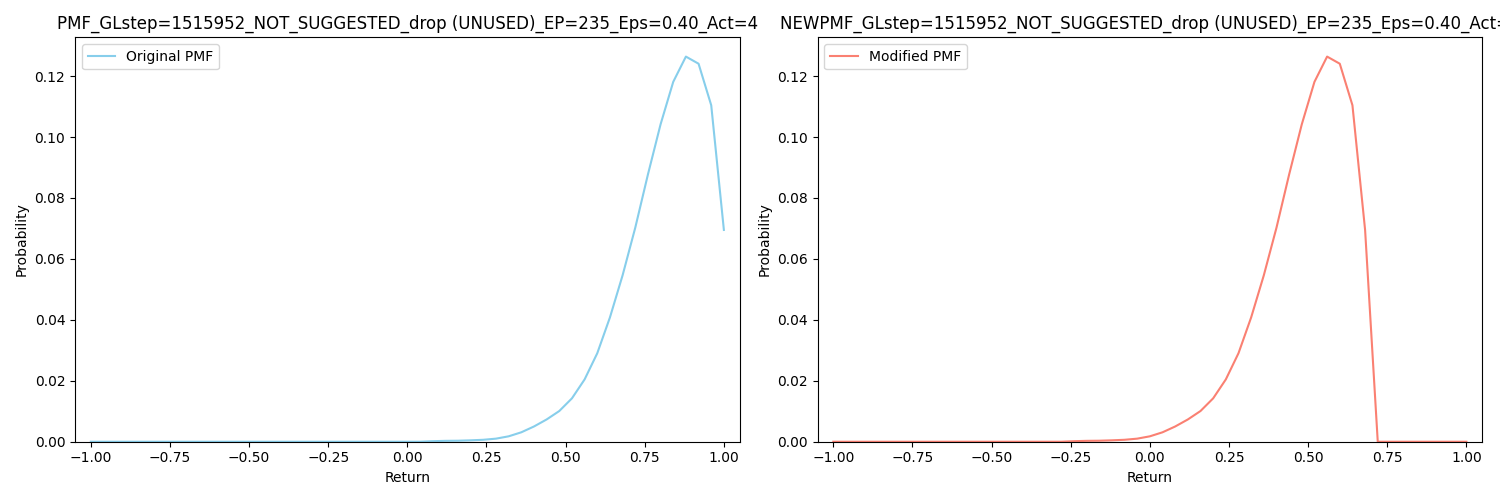 PMF_GLstep=1515952_NOT_SUGGESTED_drop (UNUSED)_EP=235_Eps=0.40_Act=4
Original PMF
Probability
0.12
0.10
0.08
0.06
0.04
0.02
0.00
−1.00 −0.75 −0.50 −0.25 0.00 0.25 0.50 0.75 1.00
Return
NEWPMF_GLstep=1515952_NOT_SUGGESTED_drop (UNUSED)_EP=235_Eps=0.40_Act=
Modified PMF
Probability
0.12
0.10
0.08
0.06
0.04
0.02
0.00
−1.00 −0.75 −0.50 −0.25 0.00 0.25 0.50 0.75 1.00
Return